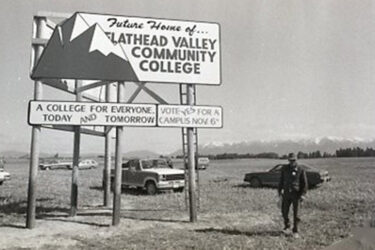 Future Home of...
FLATHEAD VALLEY
COMMUNITY
COLLEGE
A COLLEGE FOR EVERYONE,
TODAY AND TOMORROW
VOTE YES FOR A
CAMPUS NOV. 6